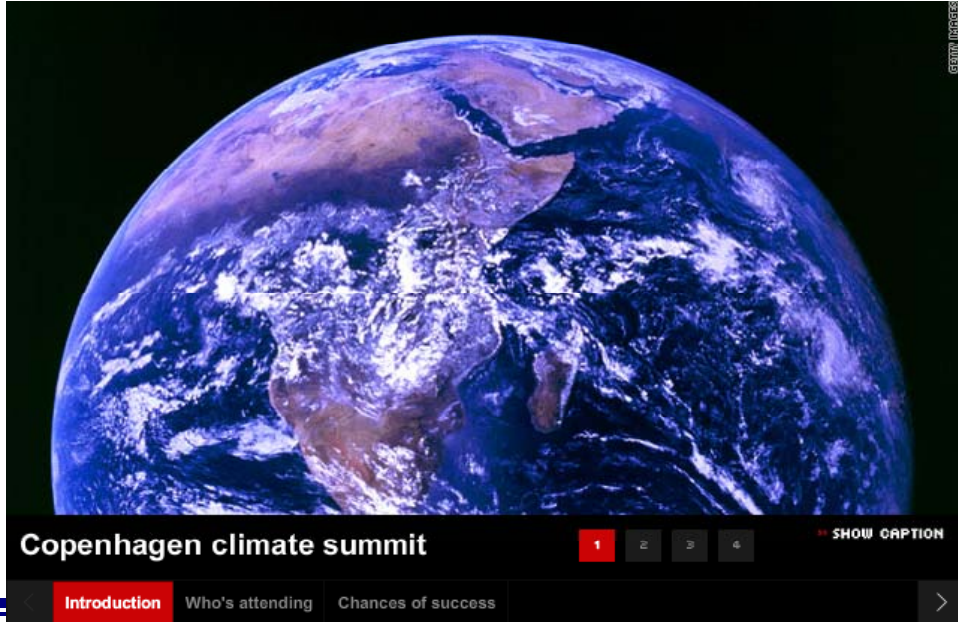 GETTY IMAGES
Copenhagen climate summit
1 2 3 4
SHOW CAPTION
Introduction Who's attending Chances of success